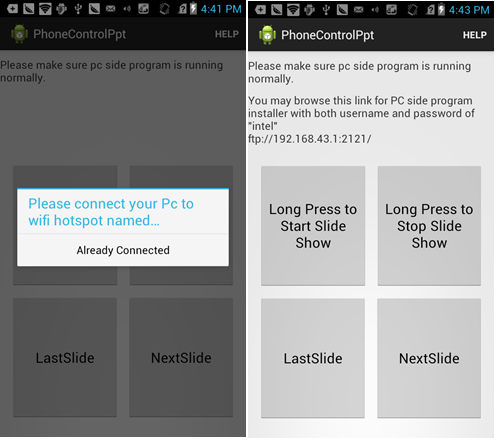 4:41 PM
PhoneControlPpt
HELP
Please make sure pc side program is running
normally.
Please connect your Pc to
wifi hotspot named...
Already Connected
LastSlide
NextSlide
4:43 PM
PhoneControlPpt
HELP
Please make sure pc side program is running
normally.
You may browse this link for PC side program
installer with both username and password of
"intel"
ftp://192.168.43.1:2121/
Long Press to
Start Slide
Show
Long Press to
Stop Slide
Show
LastSlide
NextSlide